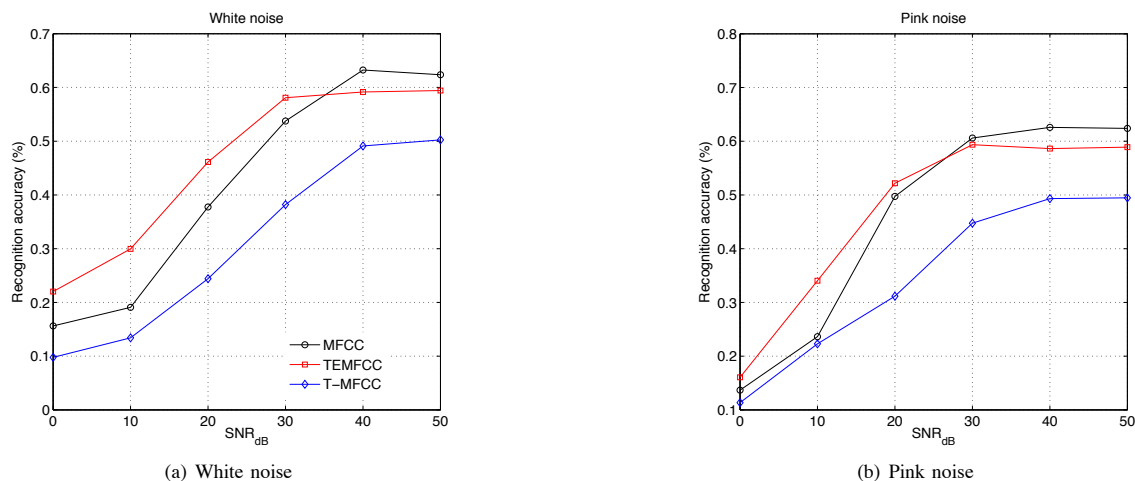 White noise
0.7
0.6
0.5
0.4
0.3
0.2
0.1
0
Recognition accuracy (%)
MFCC
TEMFCC
T-MFCC
0 10 20 30 40 50
SNR_dB
(a) White noise
Pink noise
0.8
0.7
0.6
0.5
0.4
0.3
0.2
0.1
Recognition accuracy (%)
0 10 20 30 40 50
SNR_dB
(b) Pink noise